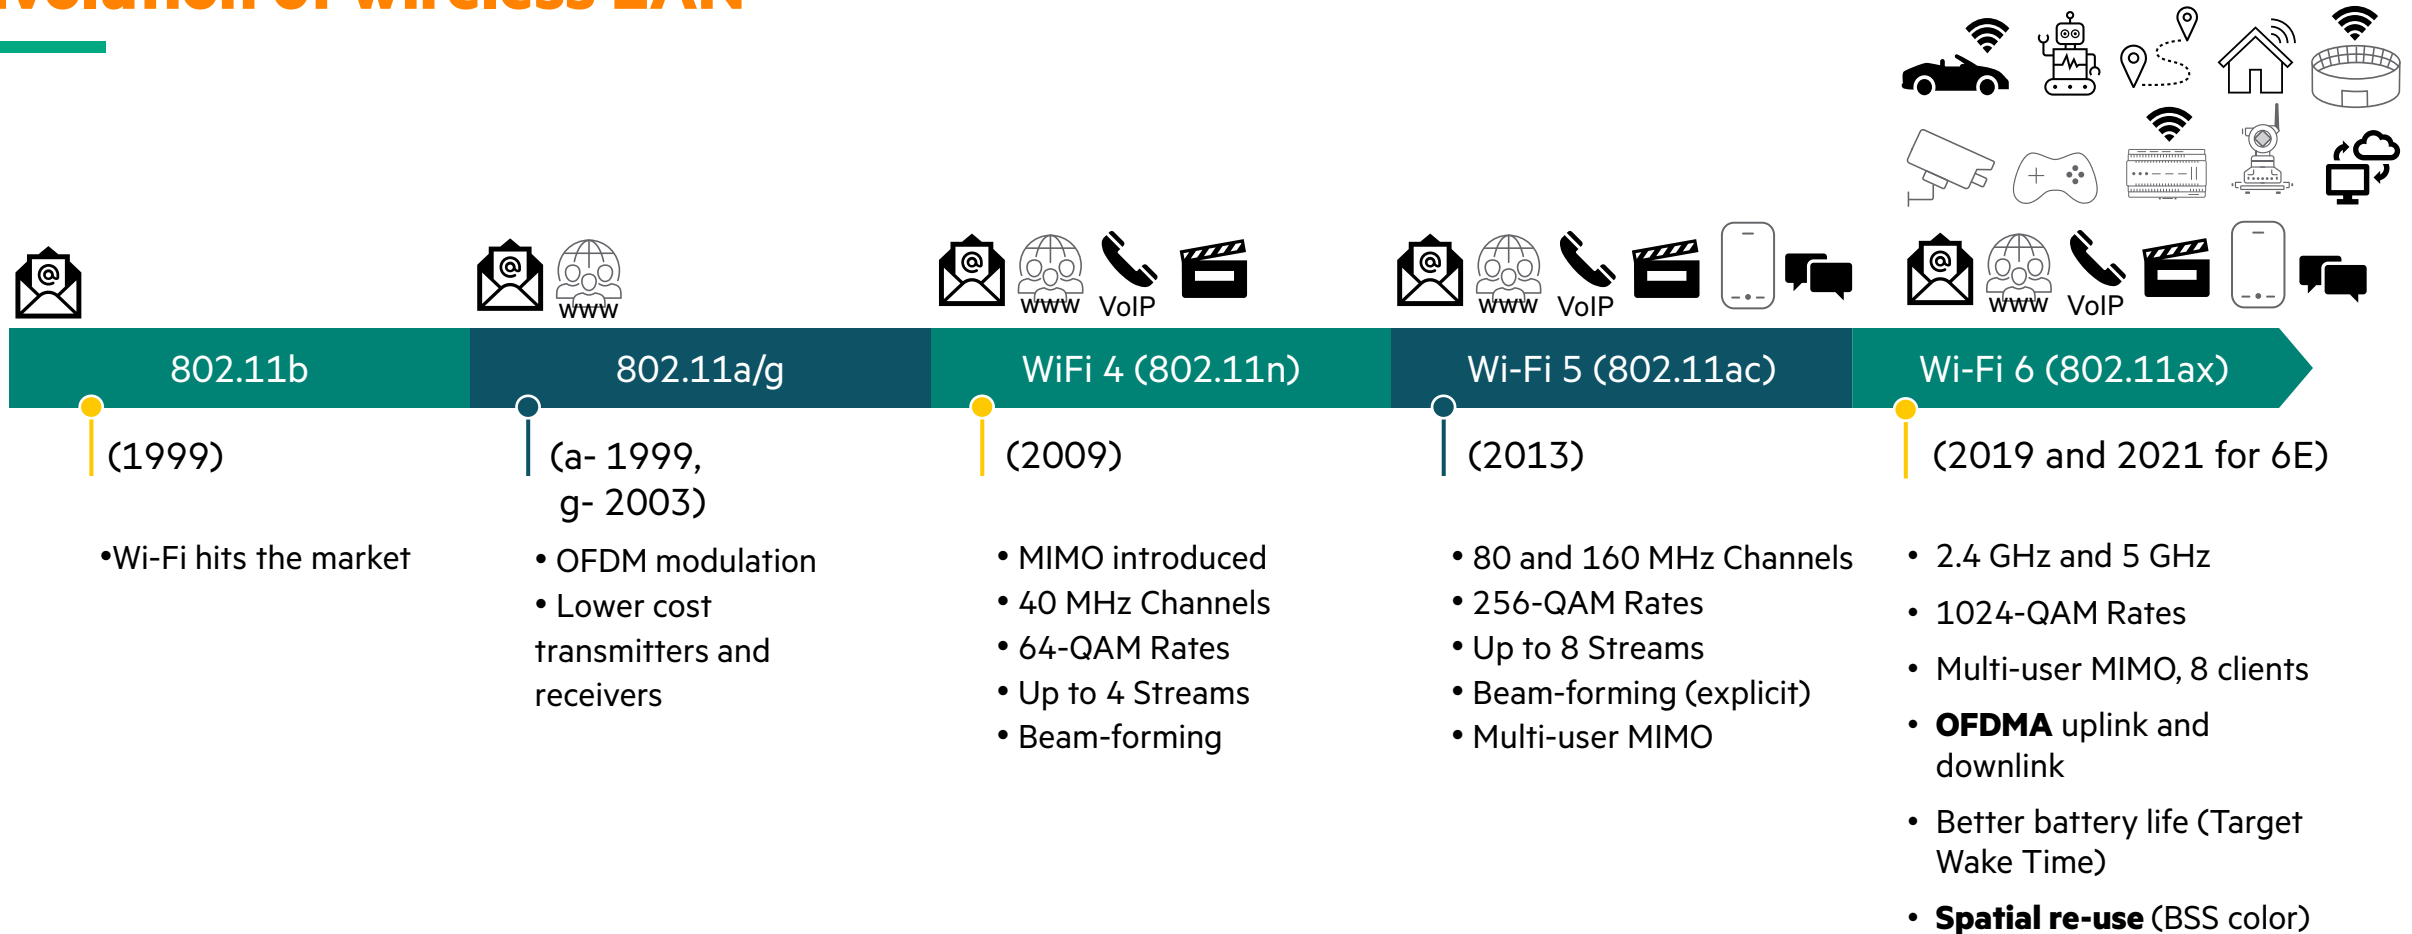 Evolution of wireless LAN
www
www
VoIP
www
VoIP
www
VoIP
802.11b
802.11a/g
WiFi 4 (802.11n)
Wi-Fi 5 (802.11ac)
Wi-Fi 6 (802.11ax)
(1999)
•Wi-Fi hits the market
(a- 1999,
g- 2003)
• OFDM modulation
• Lower cost
transmitters and
receivers
(2009)
• MIMO introduced
• 40 MHz Channels
• 64-QAM Rates
• Up to 4 Streams
• Beam-forming
(2013)
• 80 and 160 MHz Channels
• 256-QAM Rates
• Up to 8 Streams
• Beam-forming (explicit)
• Multi-user MIMO
(2019 and 2021 for 6E)
• 2.4 GHz and 5 GHz
• 1024-QAM Rates
• Multi-user MIMO, 8 clients
• OFDMA uplink and
downlink
• Better battery life (Target
Wake Time)
• Spatial re-use (BSS color)